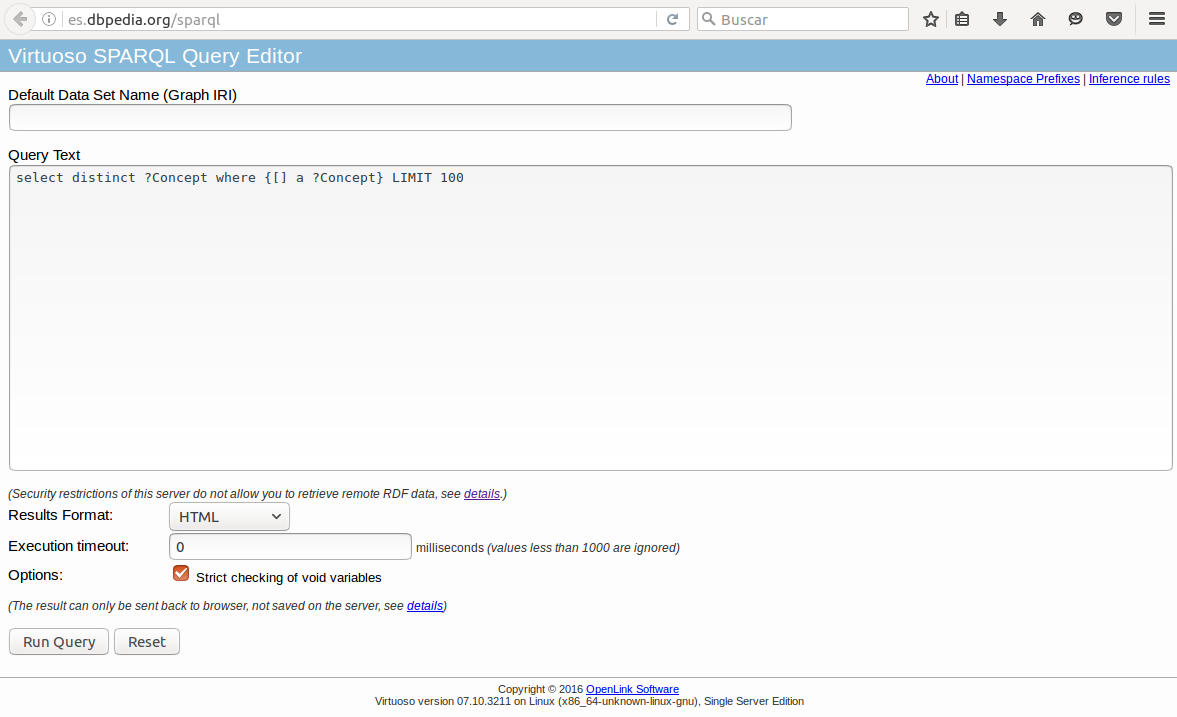 es.dbpedia.org/sparql
Buscar
Virtuoso SPARQL Query Editor
About | Namespace Prefixes | Inference rules
Default Data Set Name (Graph IRI)
Query Text
select distinct ?Concept where {[] a ?Concept} LIMIT 100
(Security restrictions of this server do not allow you to retrieve remote RDF data, see details.)
Results Format: HTML
Execution timeout: 0 milliseconds (values less than 1000 are ignored)
Options: Strict checking of void variables
(The result can only be sent back to browser, not saved on the server, see details)
Run Query Reset
Copyright © 2016 OpenLink Software
Virtuoso version 07.10.3211 on Linux (x86_64-unknown-linux-gnu), Single Server Edition